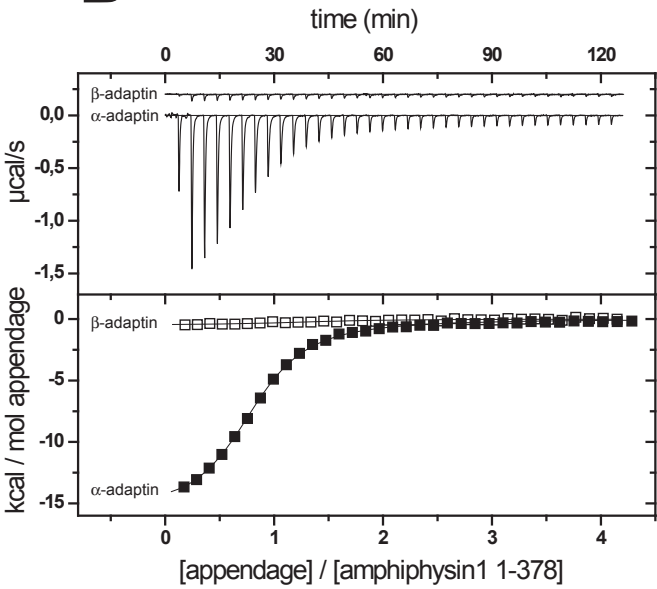 time (min)
0 30 60 90 120
β-adaptin
α-adaptin
0,0
-0,5
-1,0
-1,5
μcal/s
β-adaptin
0
-5
-10
-15
α-adaptin
kcal / mol appendage
0 1 2 3 4
[appendage] / [amphiphysin1 1-378]